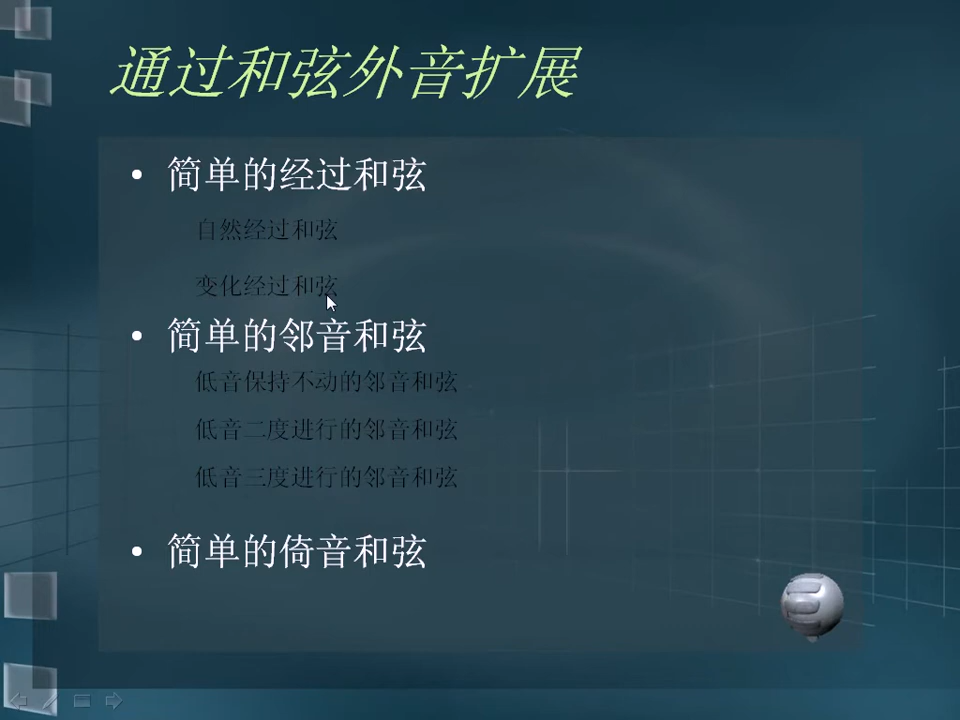 通过和弦外音扩展
• 简单的经过和弦
自然经过和弦
变化经过和弦
• 简单的邻音和弦
低音保持不动的邻音和弦
低音二度进行的邻音和弦
低音三度进行的邻音和弦
• 简单的倚音和弦